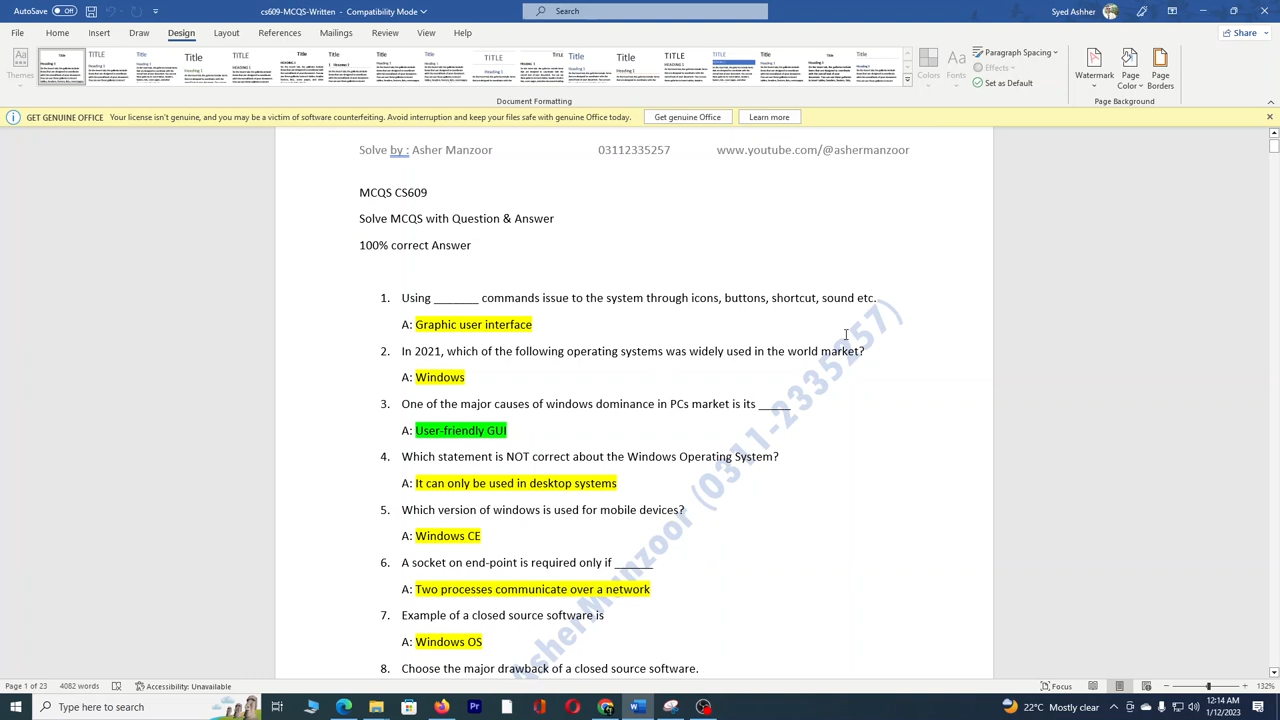 AutoSave Off cs609-MCQS-Written - Compatibility Mode Search Syed Asher
File Home Insert Draw Design Layout References Mailings Review View Help Share
Themes Colors Fonts Paragraph Spacing Effects Set as Default Watermark Page Color Page Borders
Document Formatting Page Background
GET GENUINE OFFICE Your license isn't genuine, and you may be a victim of software counterfeiting. Avoid interruption and keep your files safe with genuine Office today. Get genuine Office Learn more
Solve by : Asher Manzoor 03112335257 www.youtube.com/@ashermanzoor
MCQS CS609
Solve MCQS with Question & Answer
100% correct Answer
1. Using _______ commands issue to the system through icons, buttons, shortcut, sound etc.
A: Graphic user interface
2. In 2021, which of the following operating systems was widely used in the world market?
A: Windows
3. One of the major causes of windows dominance in PCs market is its _____
A: User-friendly GUI
4. Which statement is NOT correct about the Windows Operating System?
A: It can only be used in desktop systems
5. Which version of windows is used for mobile devices?
A: Windows CE
6. A socket on end-point is required only if ______
A: Two processes communicate over a network
7. Example of a closed source software is
A: Windows OS
8. Choose the major drawback of a closed source software.
AsherManzoor (0311-2335257)
Page 1 of 23 4082 words Accessibility: Unavailable Focus 132%
Type here to search 22°C Mostly clear 12:14 AM
1/12/2023